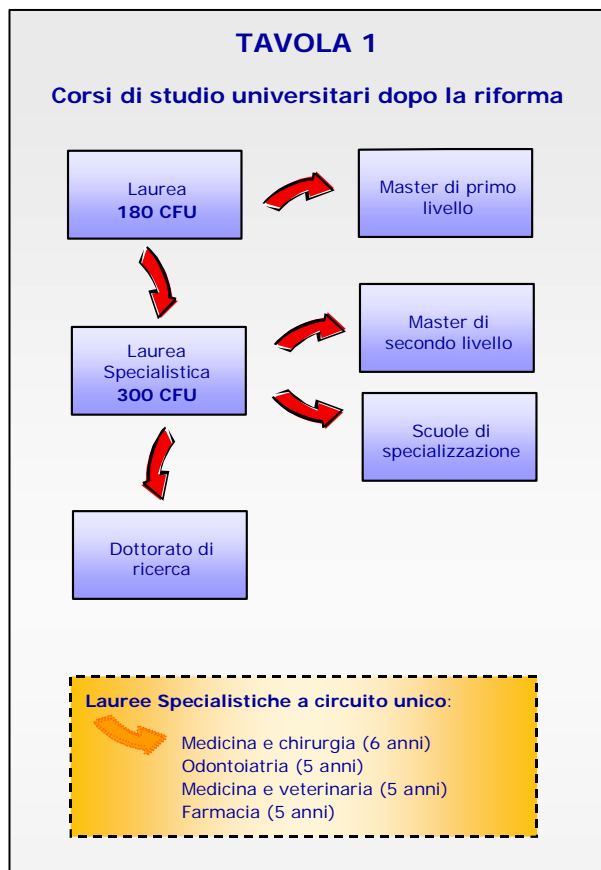 TAVOLA 1
Corsi di studio universitari dopo la riforma
Laurea
180 CFU
Master di primo
livello
Laurea
Specialistica
300 CFU
Master di
secondo livello
Scuole di
specializzazione
Dottorato di
ricerca
Lauree Specialistiche a circuito unico:
Medicina e chirurgia (6 anni)
Odontoiatria (5 anni)
Medicina e veterinaria (5 anni)
Farmacia (5 anni)